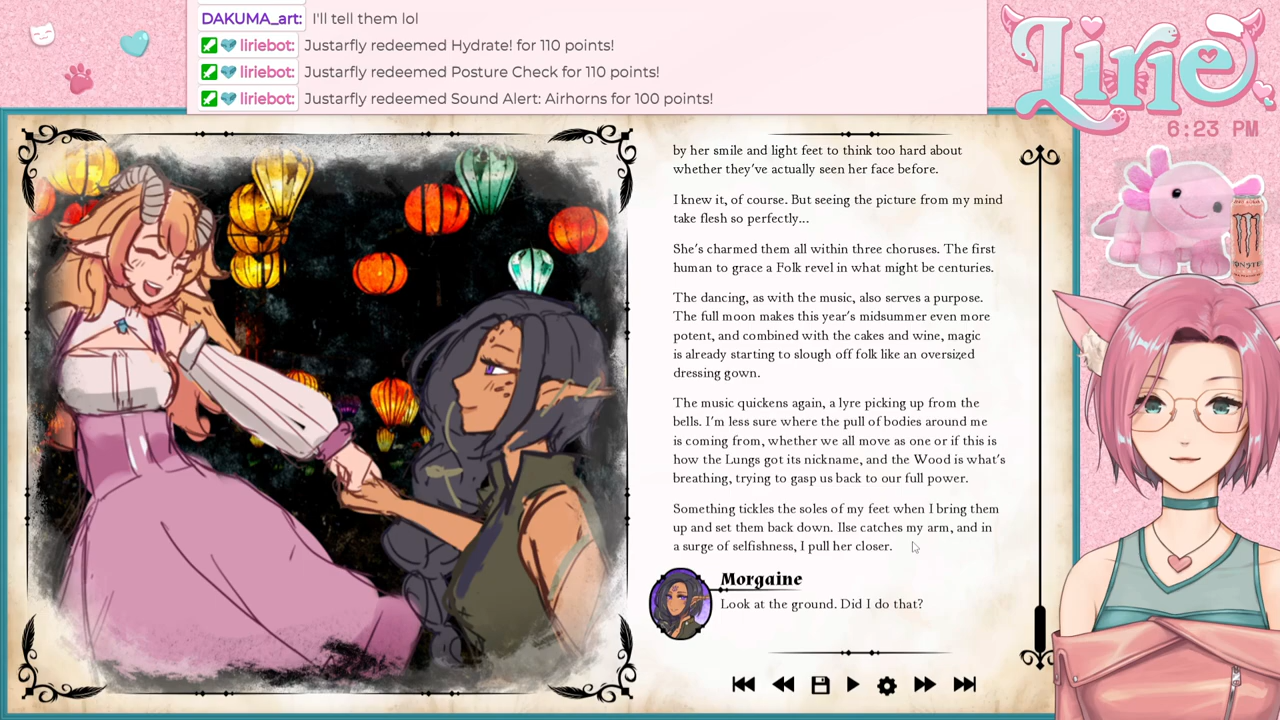 DAKUMA_art: I'll tell them lol
liriebot: Justarfly redeemed Hydrate! for 110 points!
liriebot: Justarfly redeemed Posture Check for 110 points!
liriebot: Justarfly redeemed Sound Alert: Airhorns for 100 points!
Lirie
6:23 PM
MONSTER
by her smile and light feet to think too hard about
whether they've actually seen her face before.
I knew it, of course. But seeing the picture from my mind
take flesh so perfectly...
She's charmed them all within three choruses. The first
human to grace a Folk revel in what might be centuries.
The dancing, as with the music, also serves a purpose.
The full moon makes this year's midsummer even more
potent, and combined with the cakes and wine, magic
is already starting to slough off folk like an oversized
dressing gown.
The music quickens again, a lyre picking up from the
bells. I'm less sure where the pull of bodies around me
is coming from, whether we all move as one or if this is
how the Lungs got its nickname, and the Wood is what's
breathing, trying to gasp us back to our full power.
Something tickles the soles of my feet when I bring them
up and set them back down. Ilse catches my arm, and in
a surge of selfishness, I pull her closer.
Morgaine
Look at the ground. Did I do that?